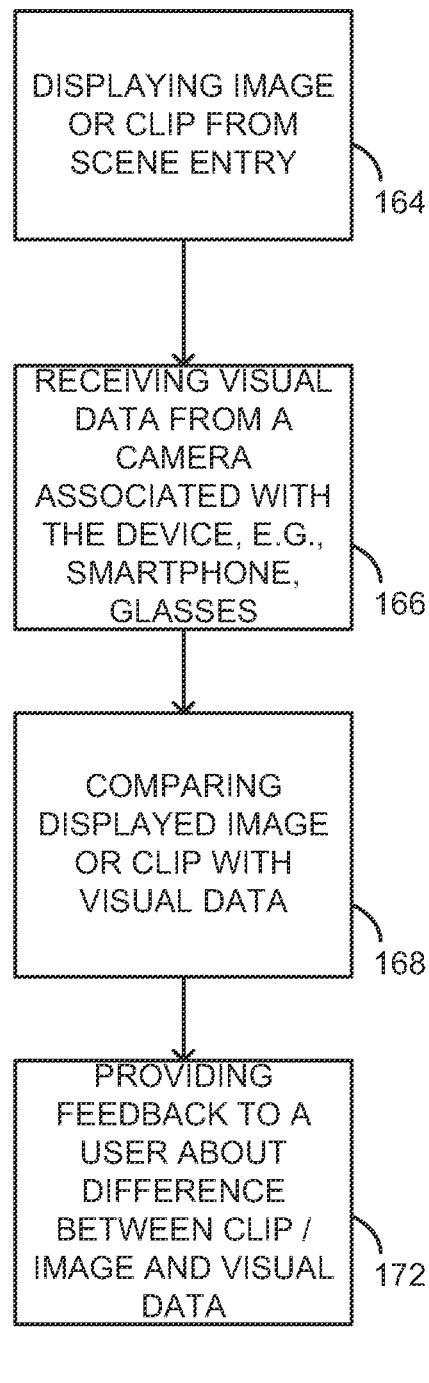 DISPLAYING IMAGE
OR CLIP FROM
SCENE ENTRY
164
RECEIVING VISUAL
DATA FROM A
CAMERA
ASSOCIATED WITH
THE DEVICE, E.G.,
SMARTPHONE,
GLASSES
166
COMPARING
DISPLAYED IMAGE
OR CLIP WITH
VISUAL DATA
168
PROVIDING
FEEDBACK TO A
USER ABOUT
DIFFERENCE
BETWEEN CLIP /
IMAGE AND VISUAL
DATA
172